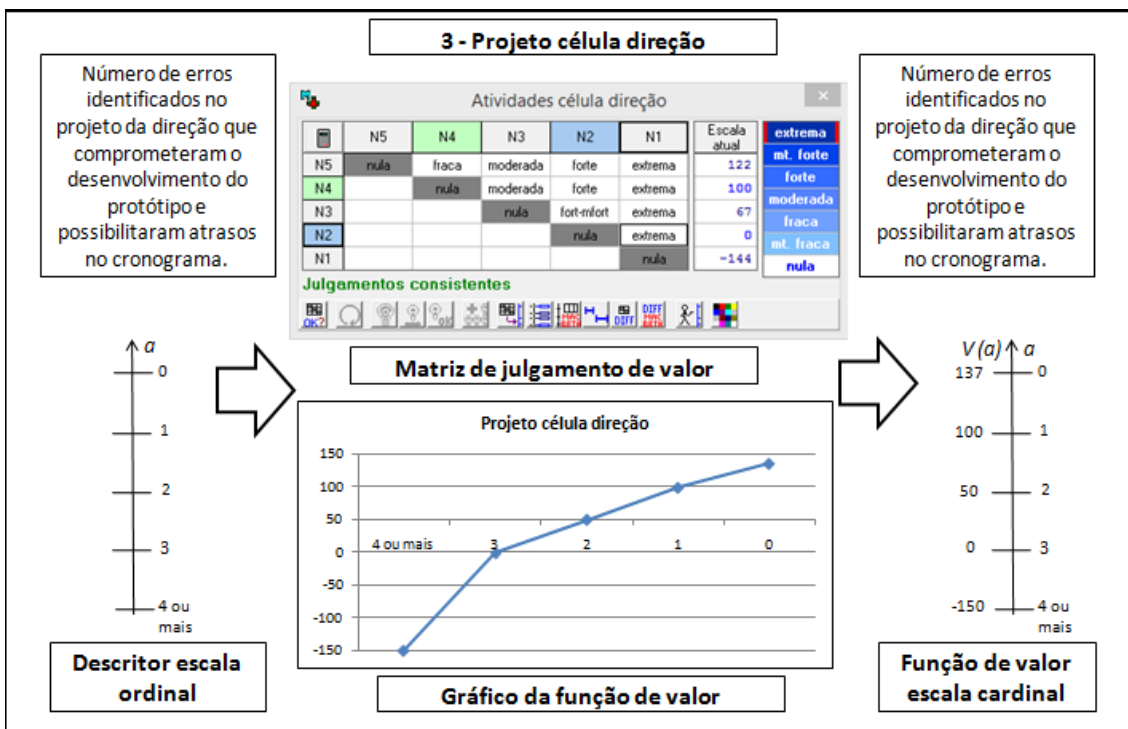 3 - Projeto célula direção
Número de erros
identificados no
projeto da direção que
comprometeram o
desenvolvimento do
protótipo e
possibilitaram atrasos
no cronograma.
Atividades célula direção
N5 N4 N3 N2 N1 Escala
atual
N5 nula fraca moderada forte extrema 122
N4 nula moderada forte extrema 100
N3 nula fort-mfort extrema 67
N2 nula extrema 0
N1 nula -144
extrema
mt. forte
forte
moderada
fraca
mt. fraca
nula
Julgamentos consistentes
OK? OK DIFF DIFF
MAC
BETA
Número de erros
identificados no
projeto da direção que
comprometeram o
desenvolvimento do
protótipo e
possibilitaram atrasos
no cronograma.
a
0
1
2
3
4 ou
mais
Descritor escala
ordinal
Matriz de julgamento de valor
Projeto célula direção
150
100
50
0
-50
-100
-150
4 ou mais 3 2 1 0
Gráfico da função de valor
V(a) a
137 0
100 1
50 2
0 3
-150 4 ou
mais
Função de valor
escala cardinal